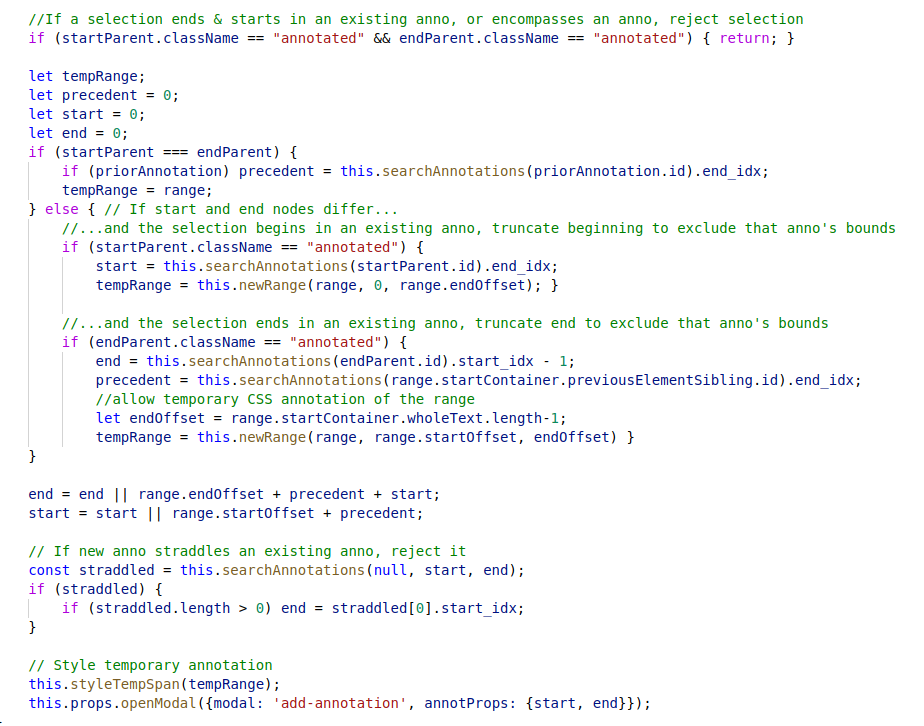 //If a selection ends & starts in an existing anno, or encompasses an anno, reject selection
if (startParent.className == "annotated" && endParent.className == "annotated") { return; }

let tempRange;
let precedent = 0;
let start = 0;
let end = 0;
if (startParent === endParent) {
    if (priorAnnotation) precedent = this.searchAnnotations(priorAnnotation.id).end_idx;
    tempRange = range;
} else { // If start and end nodes differ...
    //...and the selection begins in an existing anno, truncate beginning to exclude that anno's bounds
    if (startParent.className == "annotated") {
        start = this.searchAnnotations(startParent.id).end_idx;
        tempRange = this.newRange(range, 0, range.endOffset); }

    //...and the selection ends in an existing anno, truncate end to exclude that anno's bounds
    if (endParent.className == "annotated") {
        end = this.searchAnnotations(endParent.id).start_idx - 1;
        precedent = this.searchAnnotations(range.startContainer.previousElementSibling.id).end_idx;
        //allow temporary CSS annotation of the range
        let endOffset = range.startContainer.wholeText.length-1;
        tempRange = this.newRange(range, range.startOffset, endOffset) }
}

end = end || range.endOffset + precedent + start;
start = start || range.startOffset + precedent;

// If new anno straddles an existing anno, reject it
const straddled = this.searchAnnotations(null, start, end);
if (straddled) {
    if (straddled.length > 0) end = straddled[0].start_idx;
}

// Style temporary annotation
this.styleTempSpan(tempRange);
this.props.openModal({modal: 'add-annotation', annotProps: {start, end}});